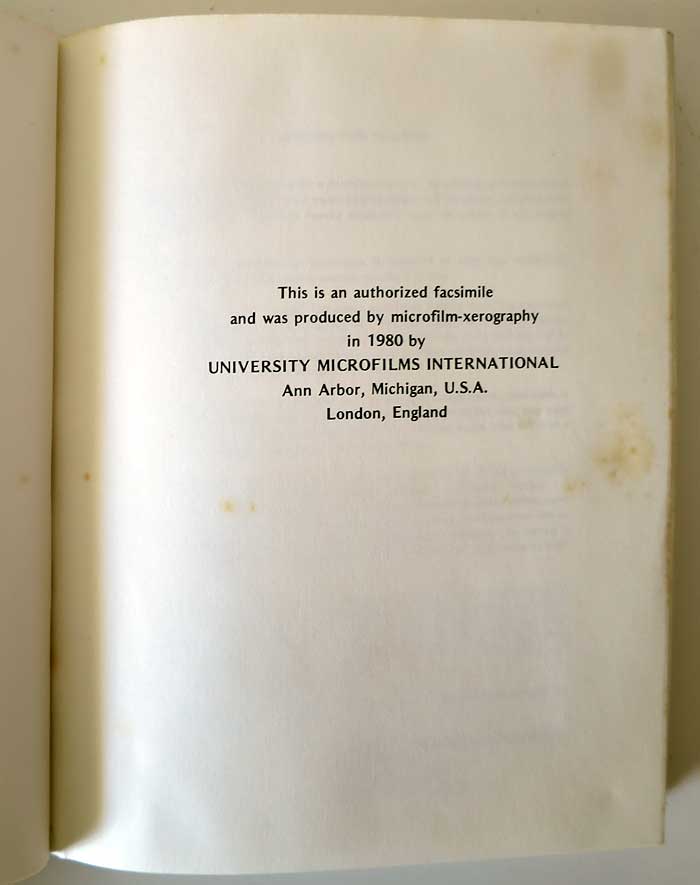 This is an authorized facsimile
and was produced by microfilm-xerography
in 1980 by
UNIVERSITY MICROFILMS INTERNATIONAL
Ann Arbor, Michigan, U.S.A.
London, England